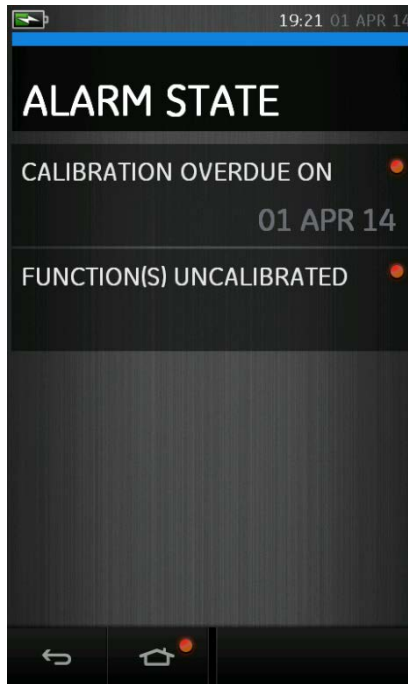 19:21 01 APR 14
ALARM STATE
CALIBRATION OVERDUE ON
01 APR 14
FUNCTION(S) UNCALIBRATED